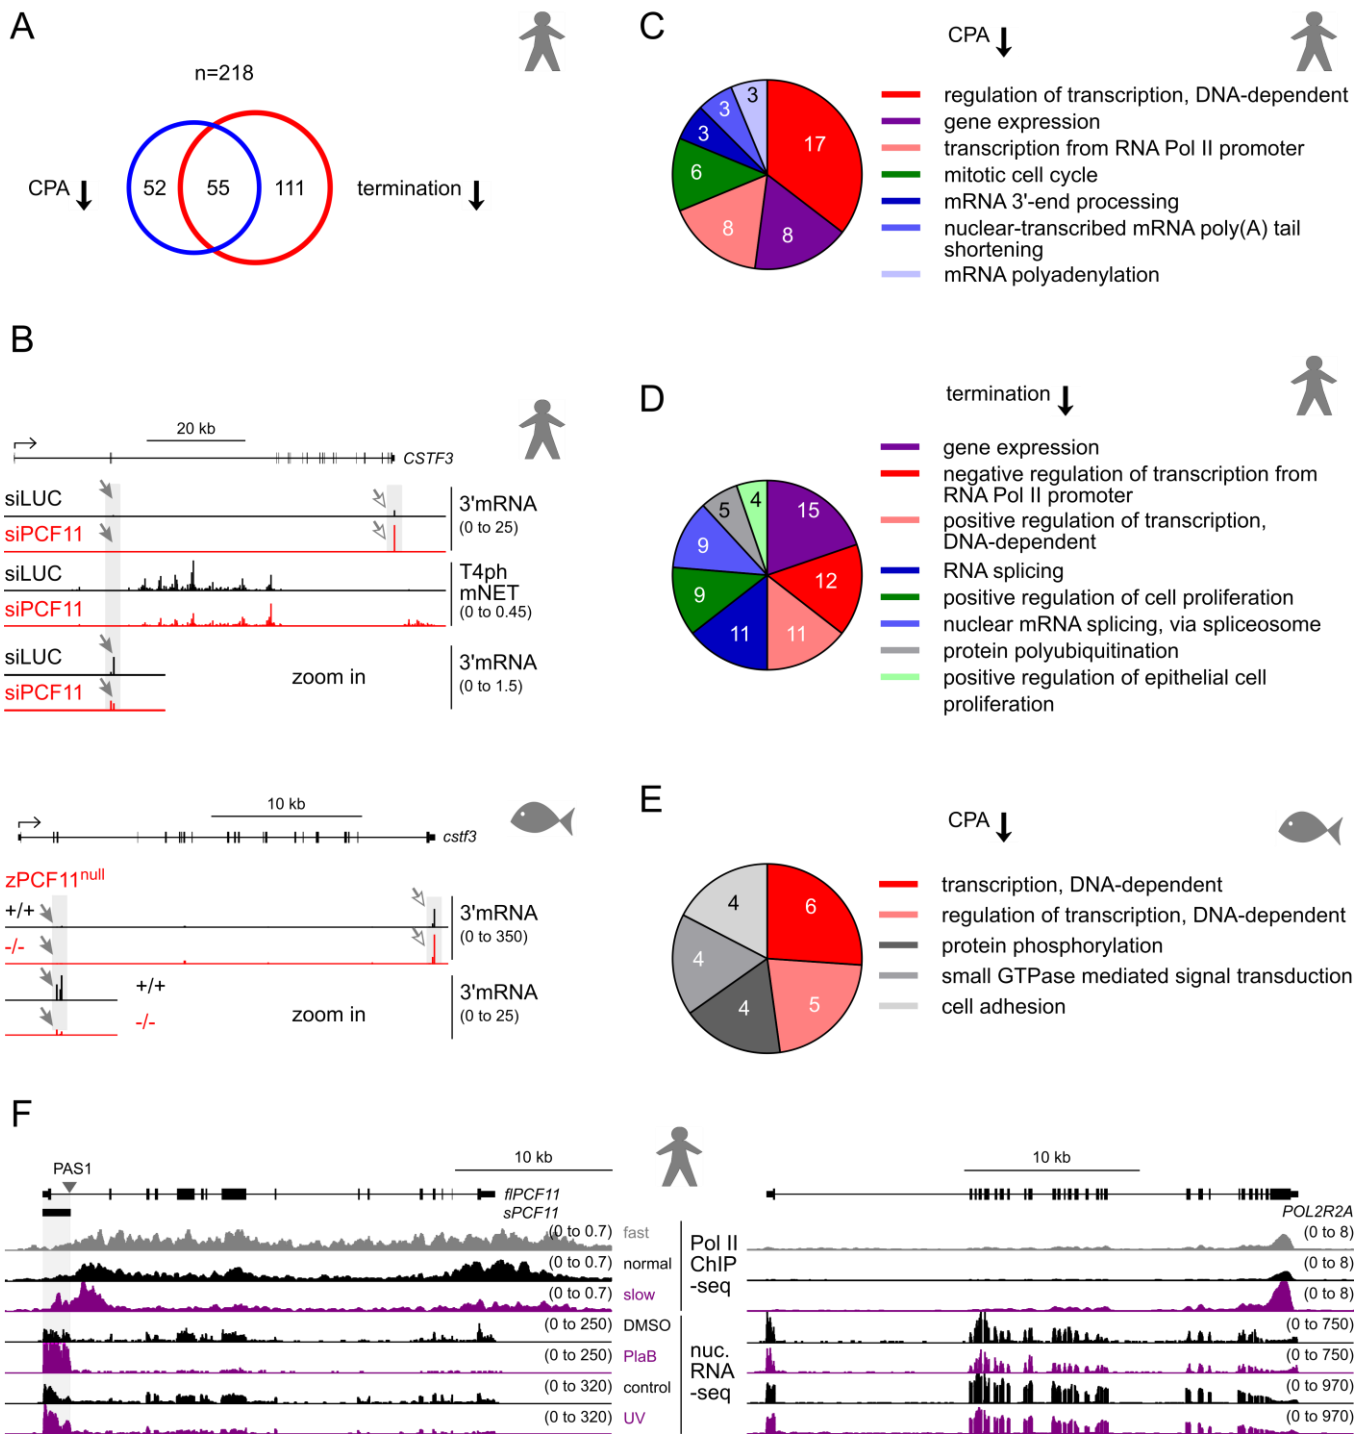 A
n=218
CPA
52
55
111
termination
B
20 kb
CSTF3
siLUC
siPCF11
3'mRNA
(0 to 25)
siLUC
siPCF11
T4ph
mNET
(0 to 0.45)
siLUC
siPCF11
zoom in
3'mRNA
(0 to 1.5)
10 kb
cstf3
zPCF11null
+/+
-/-
3'mRNA
(0 to 350)
+/+
-/-
zoom in
3'mRNA
(0 to 25)
C
CPA
17
8
8
6
3
3
3
regulation of transcription, DNA-dependent
gene expression
transcription from RNA Pol II promoter
mitotic cell cycle
mRNA 3'-end processing
nuclear-transcribed mRNA poly(A) tail
shortening
mRNA polyadenylation
D
termination
15
12
11
11
9
9
5
4
gene expression
negative regulation of transcription from
RNA Pol II promoter
positive regulation of transcription,
DNA-dependent
RNA splicing
positive regulation of cell proliferation
nuclear mRNA splicing, via spliceosome
protein polyubiquitination
positive regulation of epithelial cell
proliferation
E
CPA
6
5
4
4
4
transcription, DNA-dependent
regulation of transcription, DNA-dependent
protein phosphorylation
small GTPase mediated signal transduction
cell adhesion
F
PAS1
10 kb
flPCF11
sPCF11
(0 to 0.7) fast
(0 to 0.7) normal
(0 to 0.7) slow
(0 to 250) DMSO
(0 to 250) PlaB
(0 to 320) control
(0 to 320) UV
Pol II
ChIP
-seq
nuc.
RNA
-seq
10 kb
POL2R2A
(0 to 8)
(0 to 8)
(0 to 8)
(0 to 750)
(0 to 750)
(0 to 970)
(0 to 970)